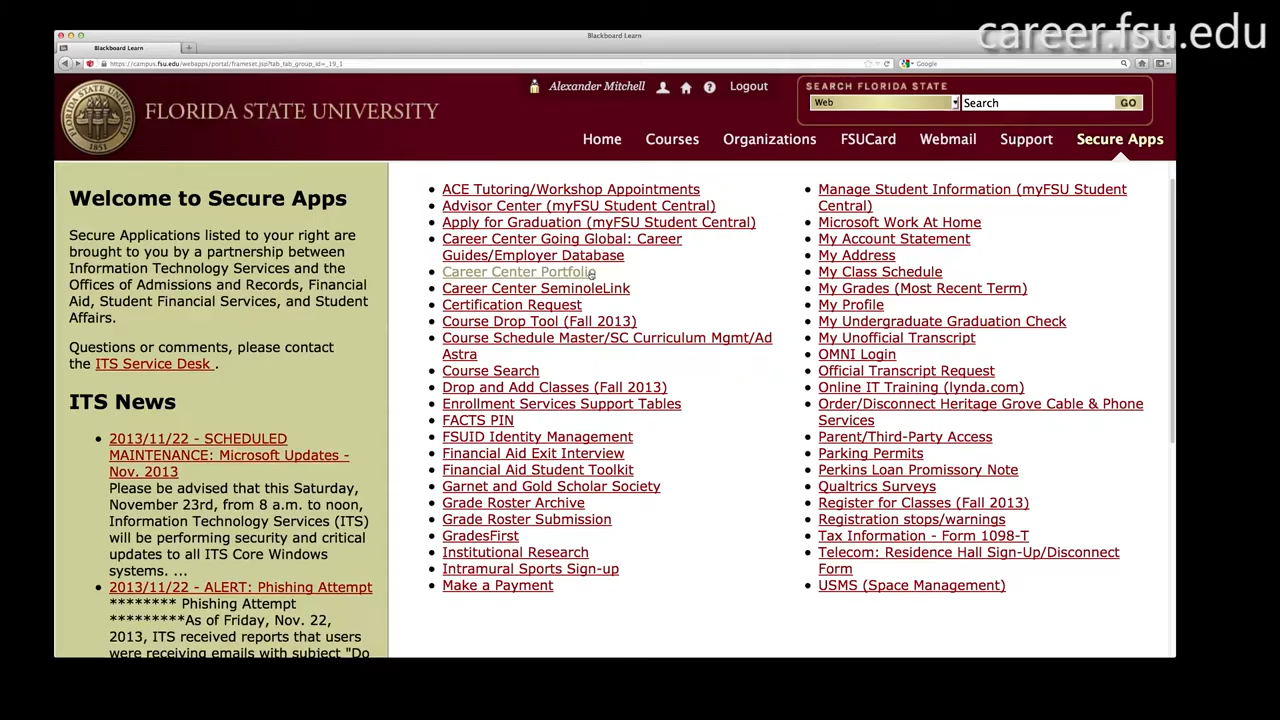 career.fsu.edu
Blackboard Learn
Blackboard Learn
https://campus.fsu.edu/webapps/portal/frameset.jsp?tab_tab_group_id=_19_1
Google
FLORIDA STATE UNIVERSITY
1851
Alexander Mitchell
Logout
SEARCH FLORIDA STATE
Web
Search
GO
Home
Courses
Organizations
FSUCard
Webmail
Support
Secure Apps
Welcome to Secure Apps
Secure Applications listed to your right are
brought to you by a partnership between
Information Technology Services and the
Offices of Admissions and Records, Financial
Aid, Student Financial Services, and Student
Affairs.
Questions or comments, please contact
the ITS Service Desk .
ITS News
• 2013/11/22 - SCHEDULED
MAINTENANCE: Microsoft Updates -
Nov. 2013
Please be advised that this Saturday,
November 23rd, from 8 a.m. to noon,
Information Technology Services (ITS)
will be performing security and critical
updates to all ITS Core Windows
systems. ...
• 2013/11/22 - ALERT: Phishing Attempt
******** Phishing Attempt
*********As of Friday, Nov. 22,
2013, ITS received reports that users
were receiving emails with subject "Do
• ACE Tutoring/Workshop Appointments
• Advisor Center (myFSU Student Central)
• Apply for Graduation (myFSU Student Central)
• Career Center Going Global: Career
Guides/Employer Database
• Career Center Portfolio
• Career Center SeminoleLink
• Certification Request
• Course Drop Tool (Fall 2013)
• Course Schedule Master/SC Curriculum Mgmt/Ad
Astra
• Course Search
• Drop and Add Classes (Fall 2013)
• Enrollment Services Support Tables
• FACTS PIN
• FSUID Identity Management
• Financial Aid Exit Interview
• Financial Aid Student Toolkit
• Garnet and Gold Scholar Society
• Grade Roster Archive
• Grade Roster Submission
• GradesFirst
• Institutional Research
• Intramural Sports Sign-up
• Make a Payment
• Manage Student Information (myFSU Student
Central)
• Microsoft Work At Home
• My Account Statement
• My Address
• My Class Schedule
• My Grades (Most Recent Term)
• My Profile
• My Undergraduate Graduation Check
• My Unofficial Transcript
• OMNI Login
• Official Transcript Request
• Online IT Training (lynda.com)
• Order/Disconnect Heritage Grove Cable & Phone
Services
• Parent/Third-Party Access
• Parking Permits
• Perkins Loan Promissory Note
• Qualtrics Surveys
• Register for Classes (Fall 2013)
• Registration stops/warnings
• Tax Information - Form 1098-T
• Telecom: Residence Hall Sign-Up/Disconnect
Form
• USMS (Space Management)